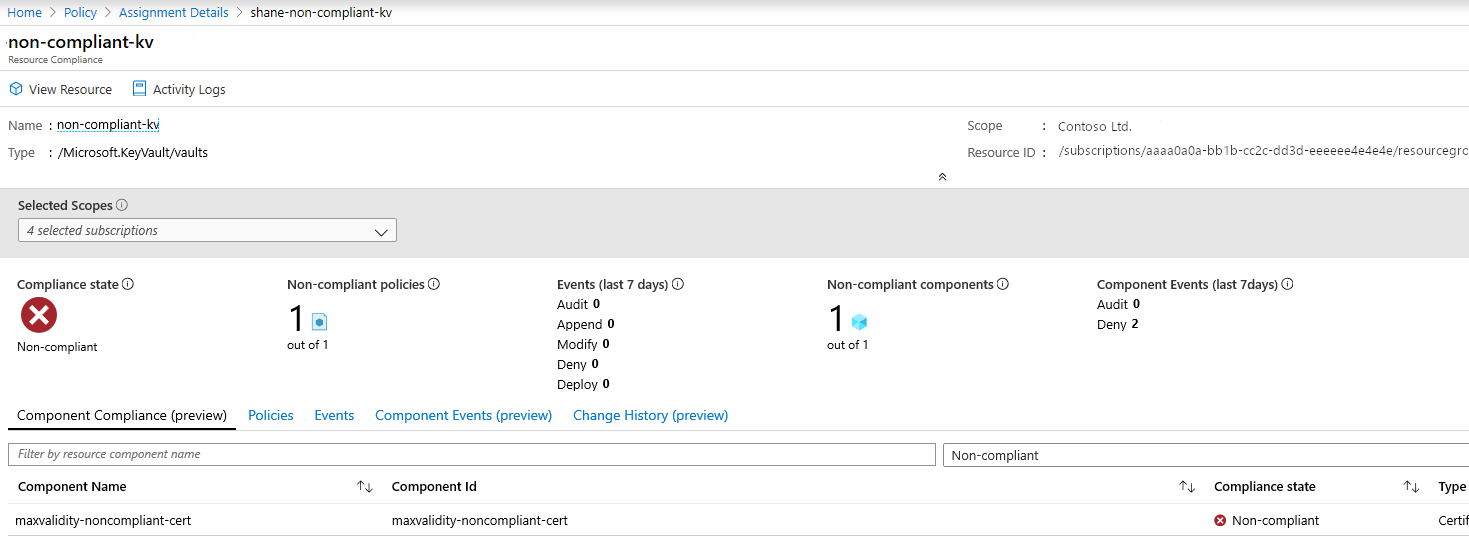 Home > Policy > Assignment Details > shane-non-compliant-kv
non-compliant-kv
Resource Compliance
View Resource Activity Logs
Name : non-compliant-kv Scope : Contoso Ltd.
Type : /Microsoft.KeyVault/vaults Resource ID : /subscriptions/aaaa0a0a-bb1b-cc2c-dd3d-eeeeee4e4e4e/resourcegro
Selected Scopes
4 selected subscriptions
Compliance state Non-compliant policies Events (last 7 days) Non-compliant components Component Events (last 7days)
Audit 0 Audit 0
1 Append 0 1 Deny 2
Non-compliant out of 1 Modify 0 out of 1
Deny 0
Deploy 0
Component Compliance (preview) Policies Events Component Events (preview) Change History (preview)
Filter by resource component name Non-compliant
Component Name Component Id Compliance state Type
maxvalidity-noncompliant-cert maxvalidity-noncompliant-cert Non-compliant Certif